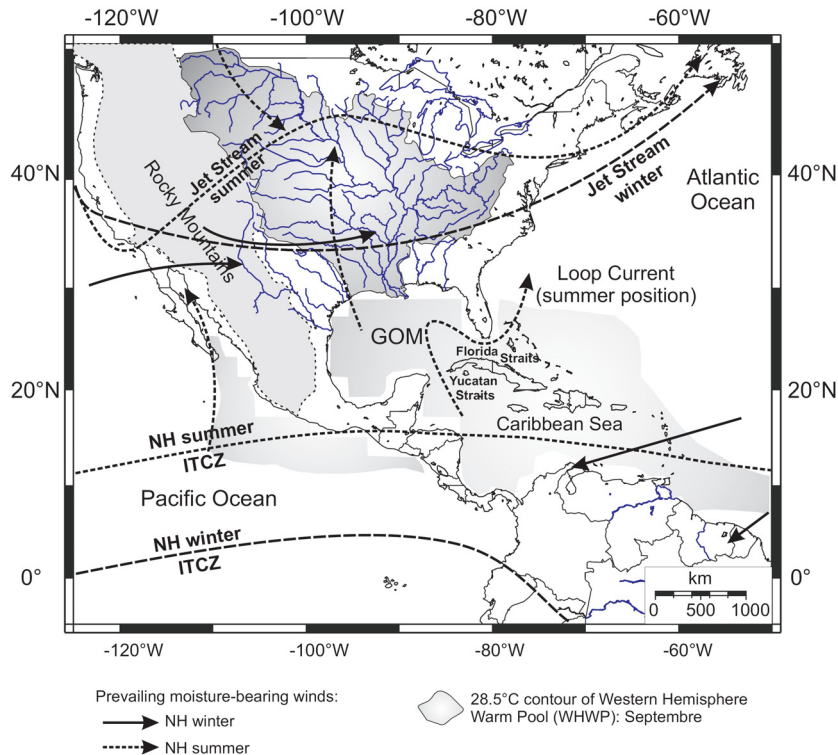 -120°W -100°W -80°W -60°W
40°N
40°N
20°N
20°N
0°
0°
Jet Stream
summer
Rocky Mountains
Jet Stream
winter
Atlantic
Ocean
Loop Current
(summer position)
GOM
Florida
Straits
Yucatan
Straits
Caribbean Sea
NH summer
ITCZ
Pacific Ocean
NH winter
ITCZ
km
0 500 1000
-120°W -100°W -80°W -60°W
Prevailing moisture-bearing winds:
NH winter
NH summer
28.5°C contour of Western Hemisphere
Warm Pool (WHWP): Septembre